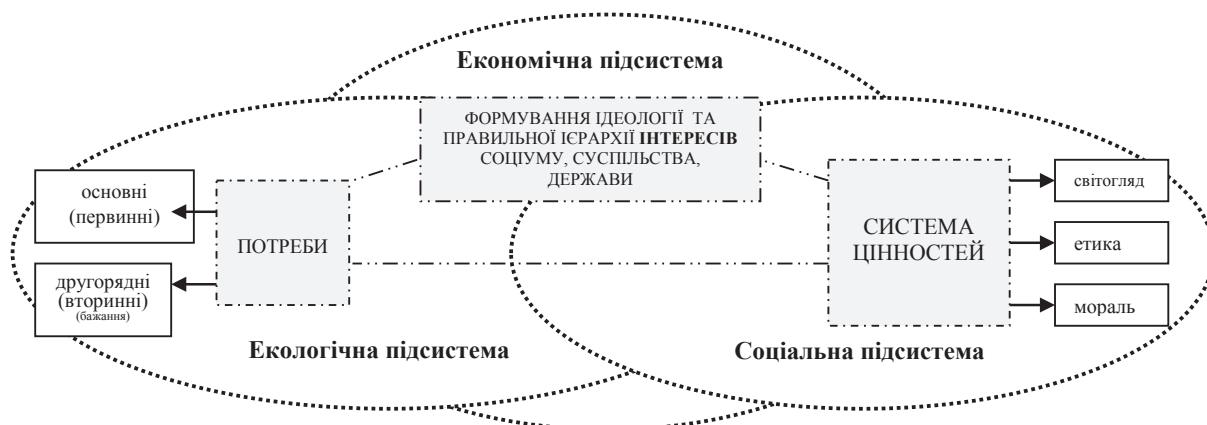 Економічна підсистема
ФОРМУВАННЯ ІДЕОЛОГІЇ ТА
ПРАВИЛЬНОЇ ІЄРАРХІЇ ІНТЕРЕСІВ
СОЦІУМУ, СУСПІЛЬСТВА,
ДЕРЖАВИ
основні
(первинні)
ПОТРЕБИ
другорядні
(вторинні)
(бажання)
СИСТЕМА
ЦІННОСТЕЙ
світогляд
етика
мораль
Екологічна підсистема
Соціальна підсистема